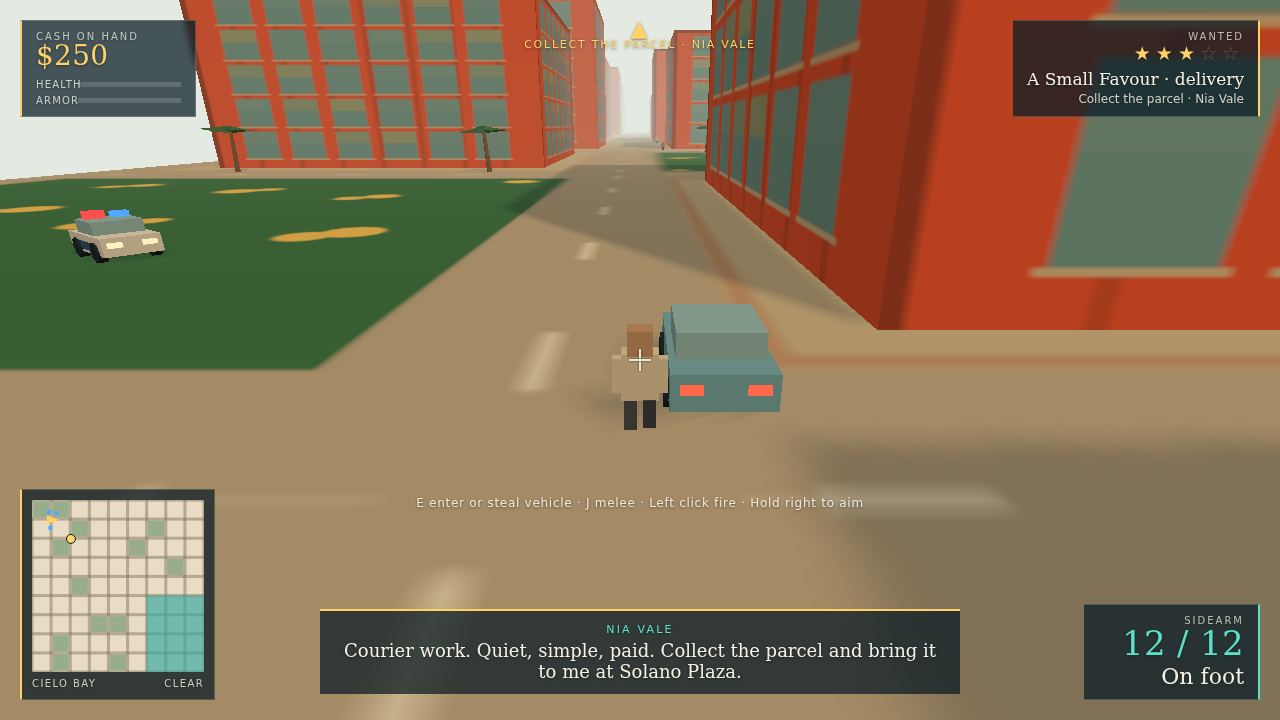 CASH ON HAND
$250
HEALTH
ARMOR
COLLECT THE PARCEL · NIA VALE
WANTED
★ ★ ★ ☆ ☆
A Small Favour · delivery
Collect the parcel · Nia Vale
E enter or steal vehicle · J melee · Left click fire · Hold right to aim
CIELO BAY CLEAR
NIA VALE
Courier work. Quiet, simple, paid. Collect the parcel and bring it
to me at Solano Plaza.
SIDEARM
12 / 12
On foot